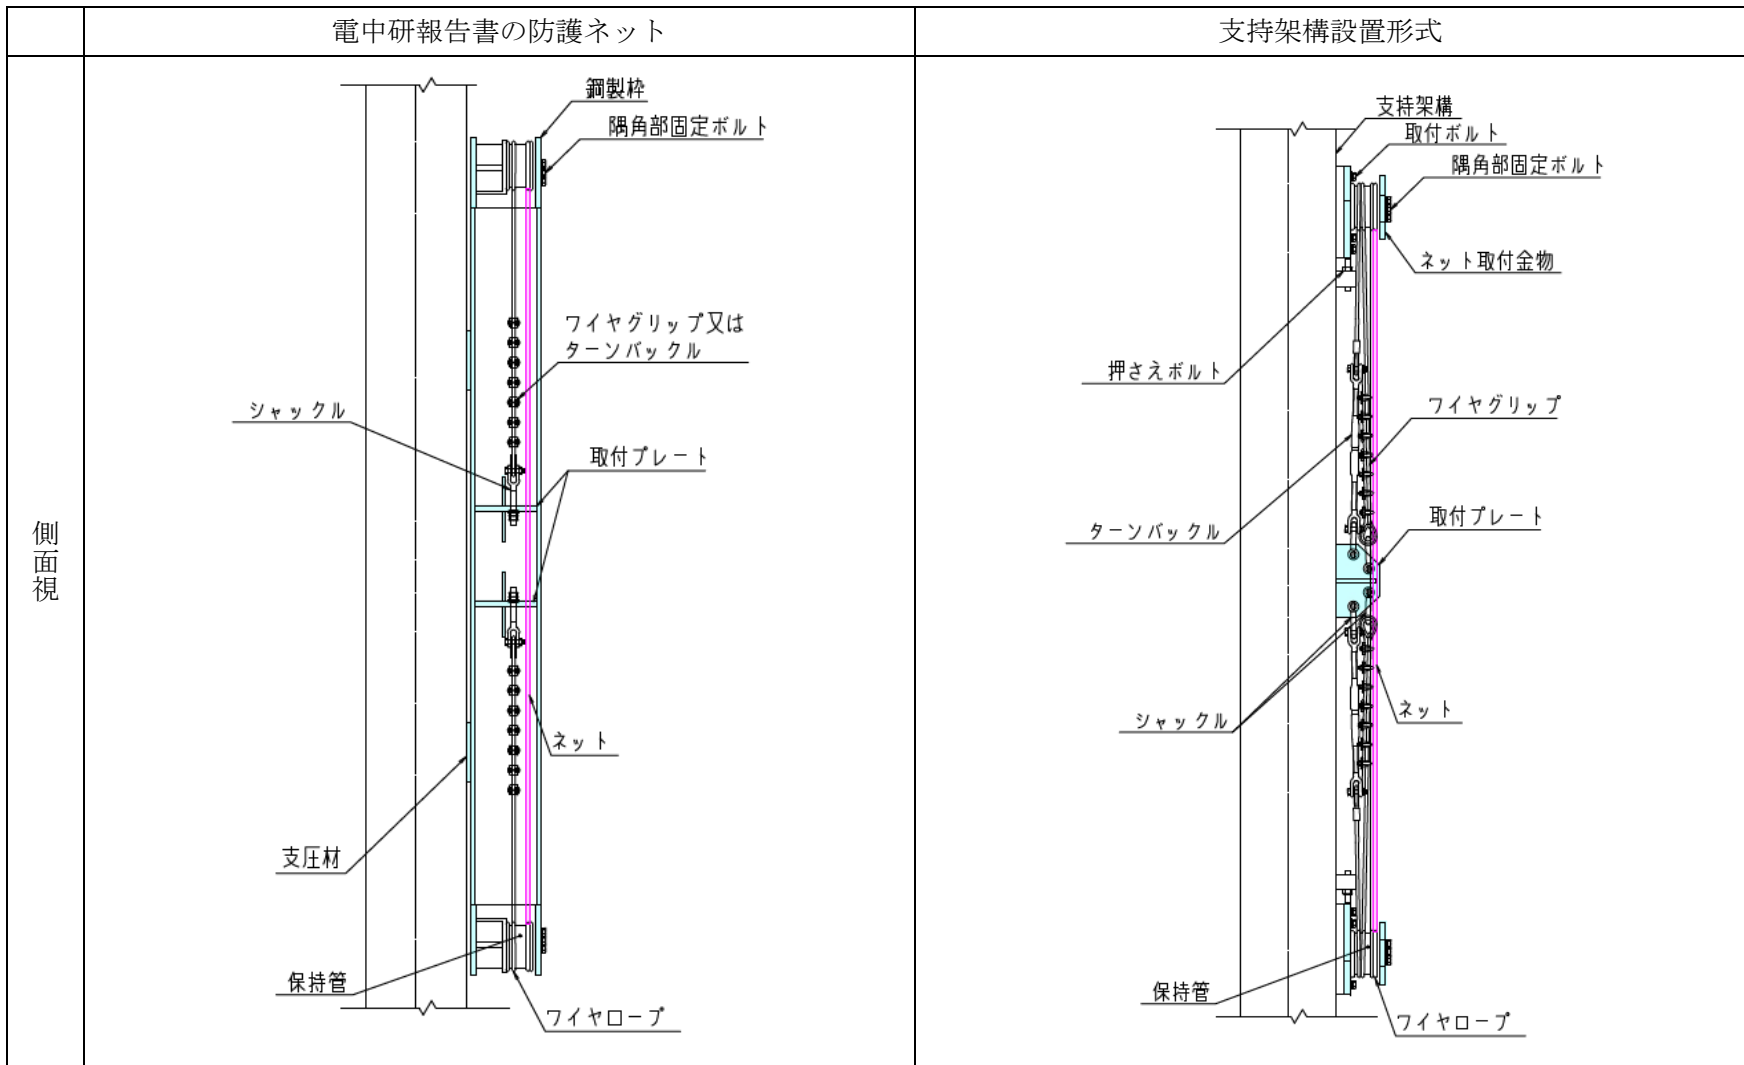 電中研報告書の防護ネット
支持架構設置形式
側面視
鋼製枠
隅角部固定ボルト
ワイヤグリップ又は
ターンバックル
シャックル
取付プレート
ネット
支圧材
保持管
ワイヤロープ
支持架構
取付ボルト
隅角部固定ボルト
ネット取付金物
押さえボルト
ワイヤグリップ
取付プレート
ターンバックル
シャックル
ネット
保持管
ワイヤロープ